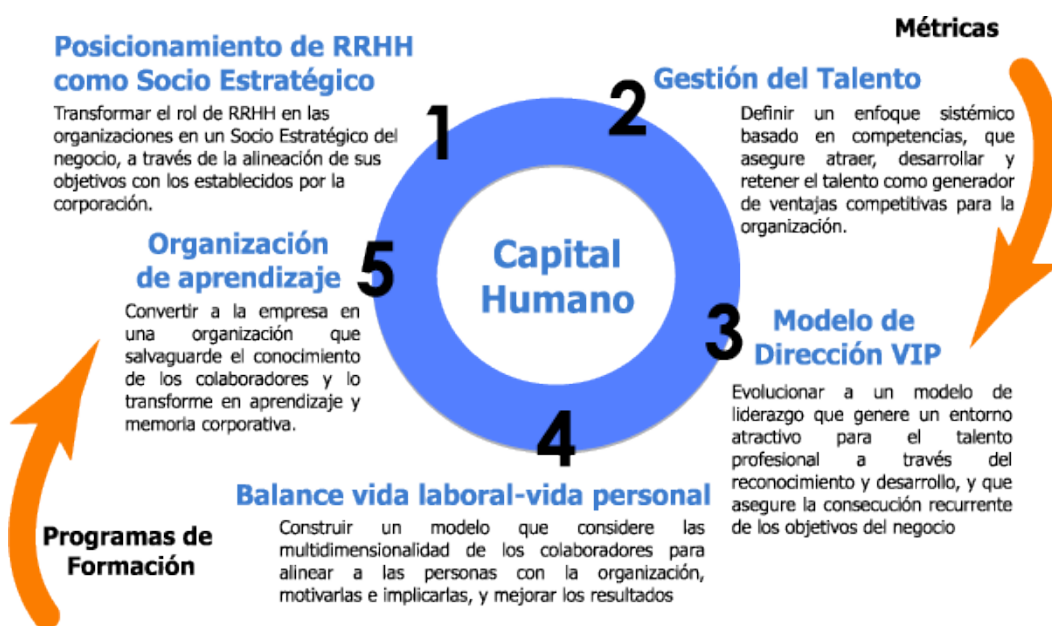 Métricas
1
Posicionamiento de RRHH
como Socio Estratégico
Transformar el rol de RRHH en las
organizaciones en un Socio Estratégico del
negocio, a través de la alineación de sus
objetivos con los establecidos por la
corporación.
2
Gestión del Talento
Definir un enfoque sistémico
basado en competencias, que
asegure atraer, desarrollar y
retener el talento como generador
de ventajas competitivas para la
organización.
Capital
Humano
3
Modelo de
Dirección VIP
Evolucionar a un modelo de
liderazgo que genere un entorno
atractivo para el talento
profesional a través del
reconocimiento y desarrollo, y que
asegure la consecución recurrente
de los objetivos del negocio
4
Balance vida laboral-vida personal
Construir un modelo que considere las
multidimensionalidad de los colaboradores para
alinear a las personas con la organización,
motivarlas e implicarlas, y mejorar los resultados
5
Organización
de aprendizaje
Convertir a la empresa en
una organización que
salvaguarde el conocimiento
de los colaboradores y lo
transforme en aprendizaje y
memoria corporativa.
Programas de
Formación